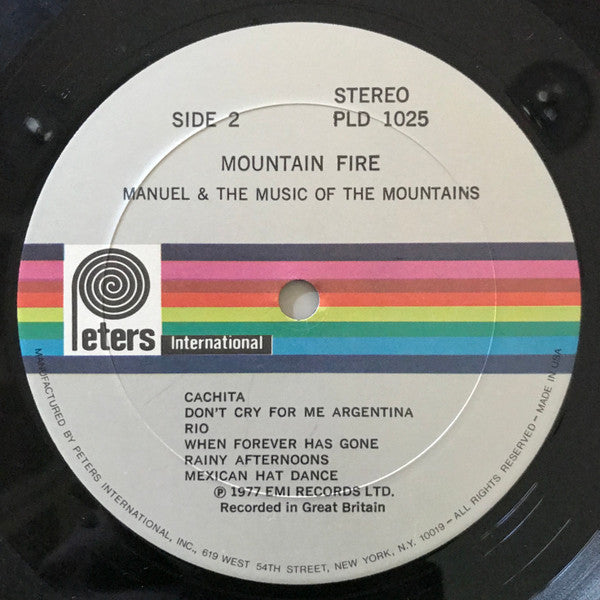 STEREO
SIDE 2 PLD 1025
MOUNTAIN FIRE
MANUEL & THE MUSIC OF THE MOUNTAINS
Peters International
CACHITA
DON'T CRY FOR ME ARGENTINA
RIO
WHEN FOREVER HAS GONE
RAINY AFTERNOONS
MEXICAN HAT DANCE
℗ 1977 EMI RECORDS LTD.
Recorded in Great Britain
MANUFACTURED BY PETERS INTERNATIONAL, INC., 619 WEST 54TH STREET, NEW YORK, N.Y. 10019 – ALL RIGHTS RESERVED – MADE IN USA